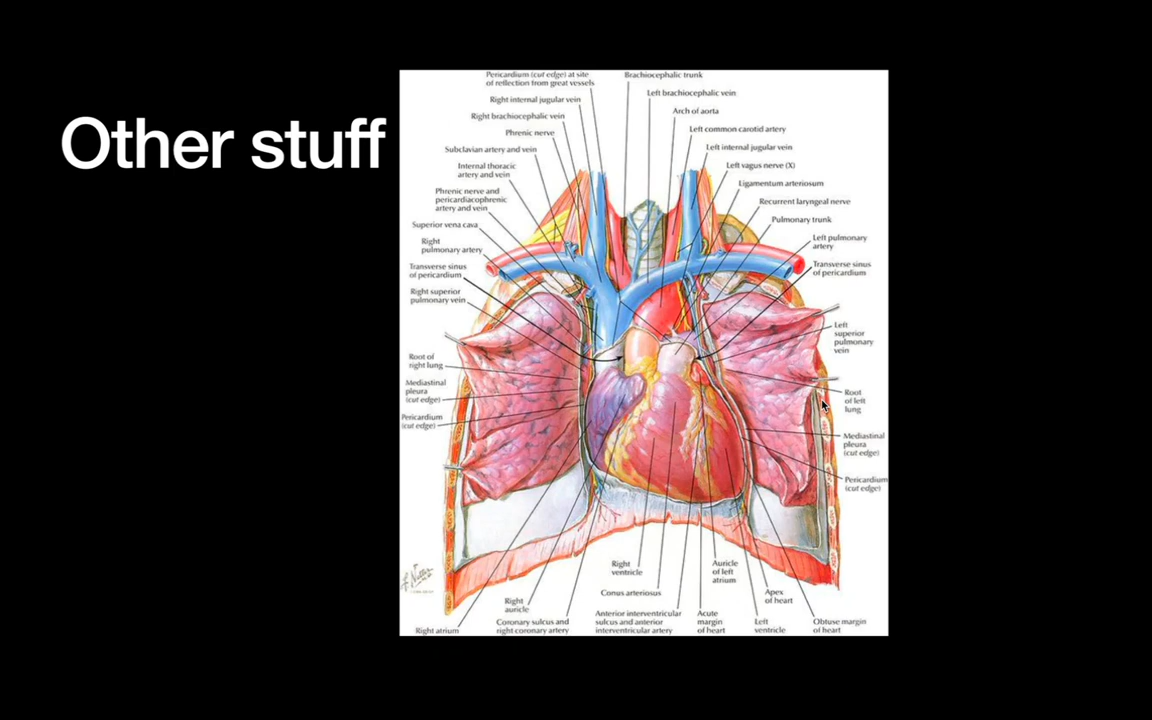 Other stuff
Pericardium (cut edge) at site
of reflection from great vessels
Right internal jugular vein
Right brachiocephalic vein
Phrenic nerve
Subclavian artery and vein
Internal thoracic
artery and vein
Phrenic nerve and
pericardiacophrenic
artery and vein
Superior vena cava
Right
pulmonary artery
Transverse sinus
of pericardium
Right superior
pulmonary vein
Root of
right lung
Mediastinal
pleura
(cut edge)
Pericardium
(cut edge)
Brachiocephalic trunk
Left brachiocephalic vein
Arch of aorta
Left common carotid artery
Left internal jugular vein
Left vagus nerve (X)
Ligamentum arteriosum
Recurrent laryngeal nerve
Pulmonary trunk
Left pulmonary
artery
Transverse sinus
of pericardium
Left
superior
pulmonary
vein
Root
of left
lung
Mediastinal
pleura
(cut edge)
Pericardium
(cut edge)
Right atrium
Right
auricle
Coronary sulcus and
right coronary artery
Right
ventricle
Conus arteriosus
Anterior interventricular
sulcus and anterior
interventricular artery
Auricle
of left
atrium
Acute
margin
of heart
Apex
of heart
Left
ventricle
Obtuse margin
of heart